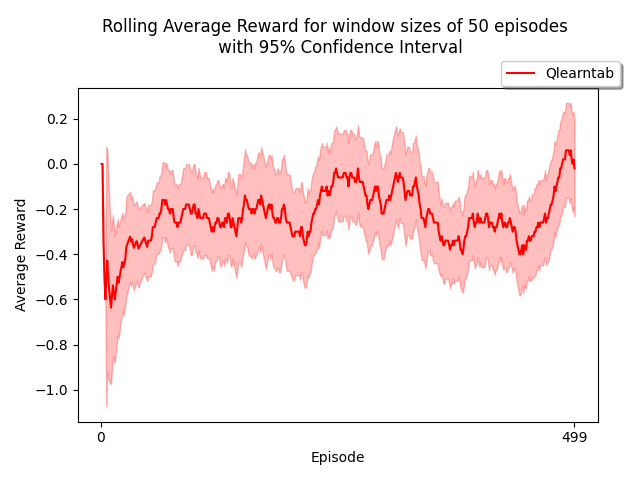 Rolling Average Reward for window sizes of 50 episodes
with 95% Confidence Interval
Qlearntab
0.2
0.0
−0.2
−0.4
−0.6
−0.8
−1.0
Average Reward
0 499
Episode